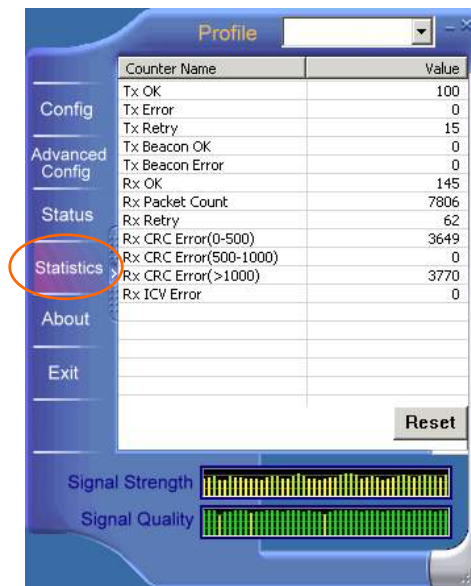 Profile
Counter Name Value
Tx OK 100
Tx Error 0
Tx Retry 15
Tx Beacon OK 0
Tx Beacon Error 0
Rx OK 145
Rx Packet Count 7806
Rx Retry 62
Rx CRC Error(0-500) 3649
Rx CRC Error(500-1000) 0
Rx CRC Error(>1000) 3770
Rx ICV Error 0
Config
Advanced
Config
Status
Statistics
About
Exit
Reset
Signal Strength
Signal Quality